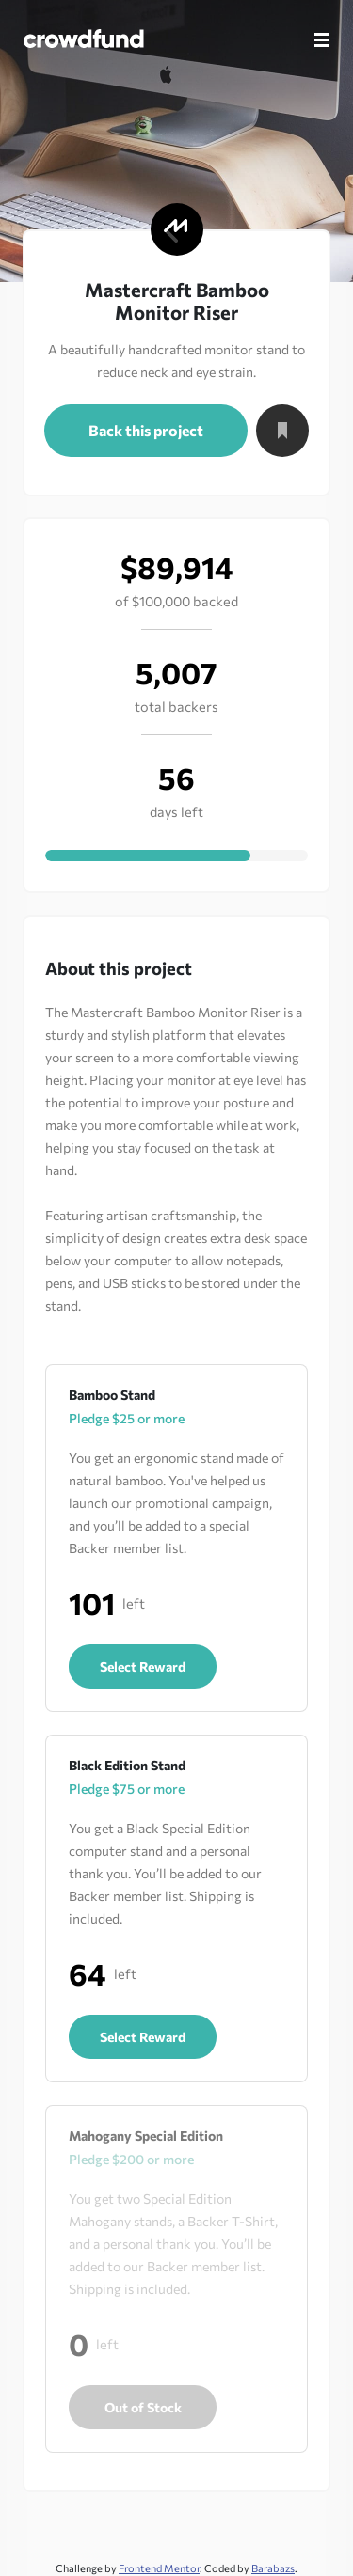 crowdfund
Mastercraft Bamboo
Monitor Riser
A beautifully handcrafted monitor stand to
reduce neck and eye strain.
Back this project
$89,914
of $100,000 backed
5,007
total backers
56
days left
About this project
The Mastercraft Bamboo Monitor Riser is a
sturdy and stylish platform that elevates
your screen to a more comfortable viewing
height. Placing your monitor at eye level has
the potential to improve your posture and
make you more comfortable while at work,
helping you stay focused on the task at
hand.
Featuring artisan craftsmanship, the
simplicity of design creates extra desk space
below your computer to allow notepads,
pens, and USB sticks to be stored under the
stand.
Bamboo Stand
Pledge $25 or more
You get an ergonomic stand made of
natural bamboo. You've helped us
launch our promotional campaign,
and you’ll be added to a special
Backer member list.
101 left
Select Reward
Black Edition Stand
Pledge $75 or more
You get a Black Special Edition
computer stand and a personal
thank you. You’ll be added to our
Backer member list. Shipping is
included.
64 left
Select Reward
Mahogany Special Edition
Pledge $200 or more
You get two Special Edition
Mahogany stands, a Backer T-Shirt,
and a personal thank you. You’ll be
added to our Backer member list.
Shipping is included.
0 left
Out of Stock
Challenge by Frontend Mentor. Coded by Barabazs.